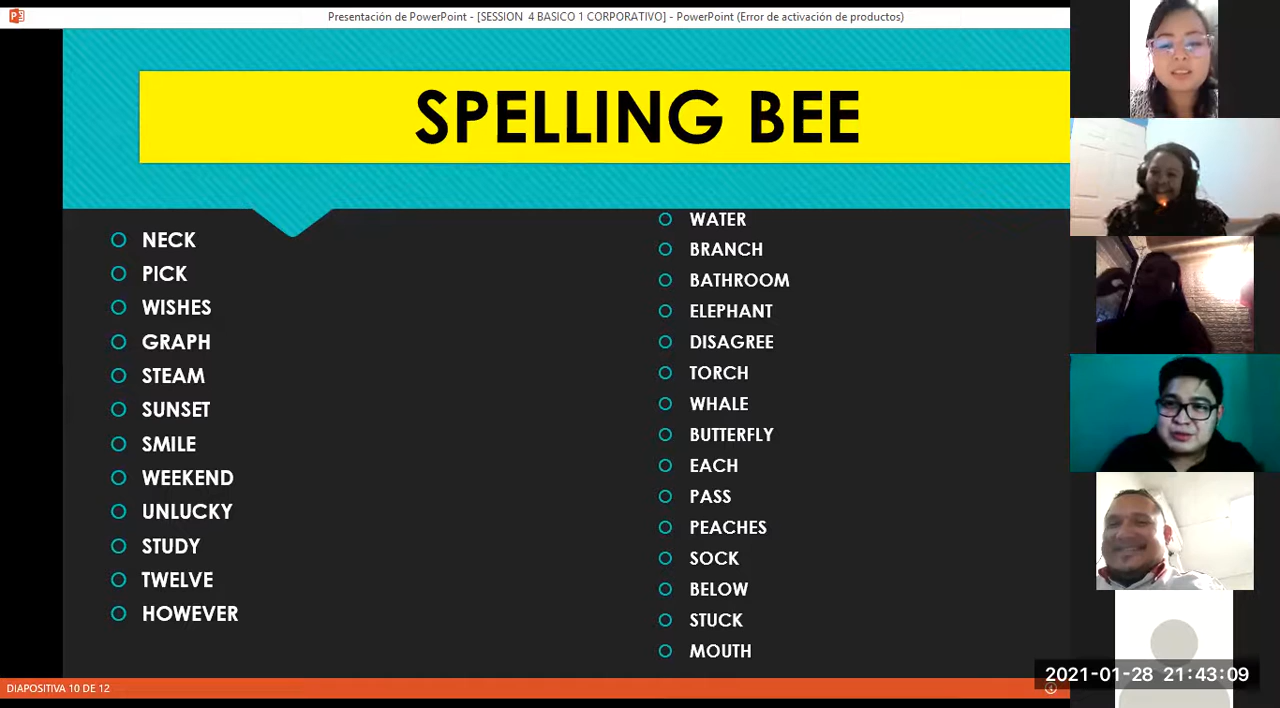 Presentación de PowerPoint - [SESSION 4 BASICO 1 CORPORATIVO] - PowerPoint (Error de activación de productos)
SPELLING BEE
NECK
PICK
WISHES
GRAPH
STEAM
SUNSET
SMILE
WEEKEND
UNLUCKY
STUDY
TWELVE
HOWEVER
WATER
BRANCH
BATHROOM
ELEPHANT
DISAGREE
TORCH
WHALE
BUTTERFLY
EACH
PASS
PEACHES
SOCK
BELOW
STUCK
MOUTH
DIAPOSITIVA 10 DE 12
2021-01-28 21:43:09